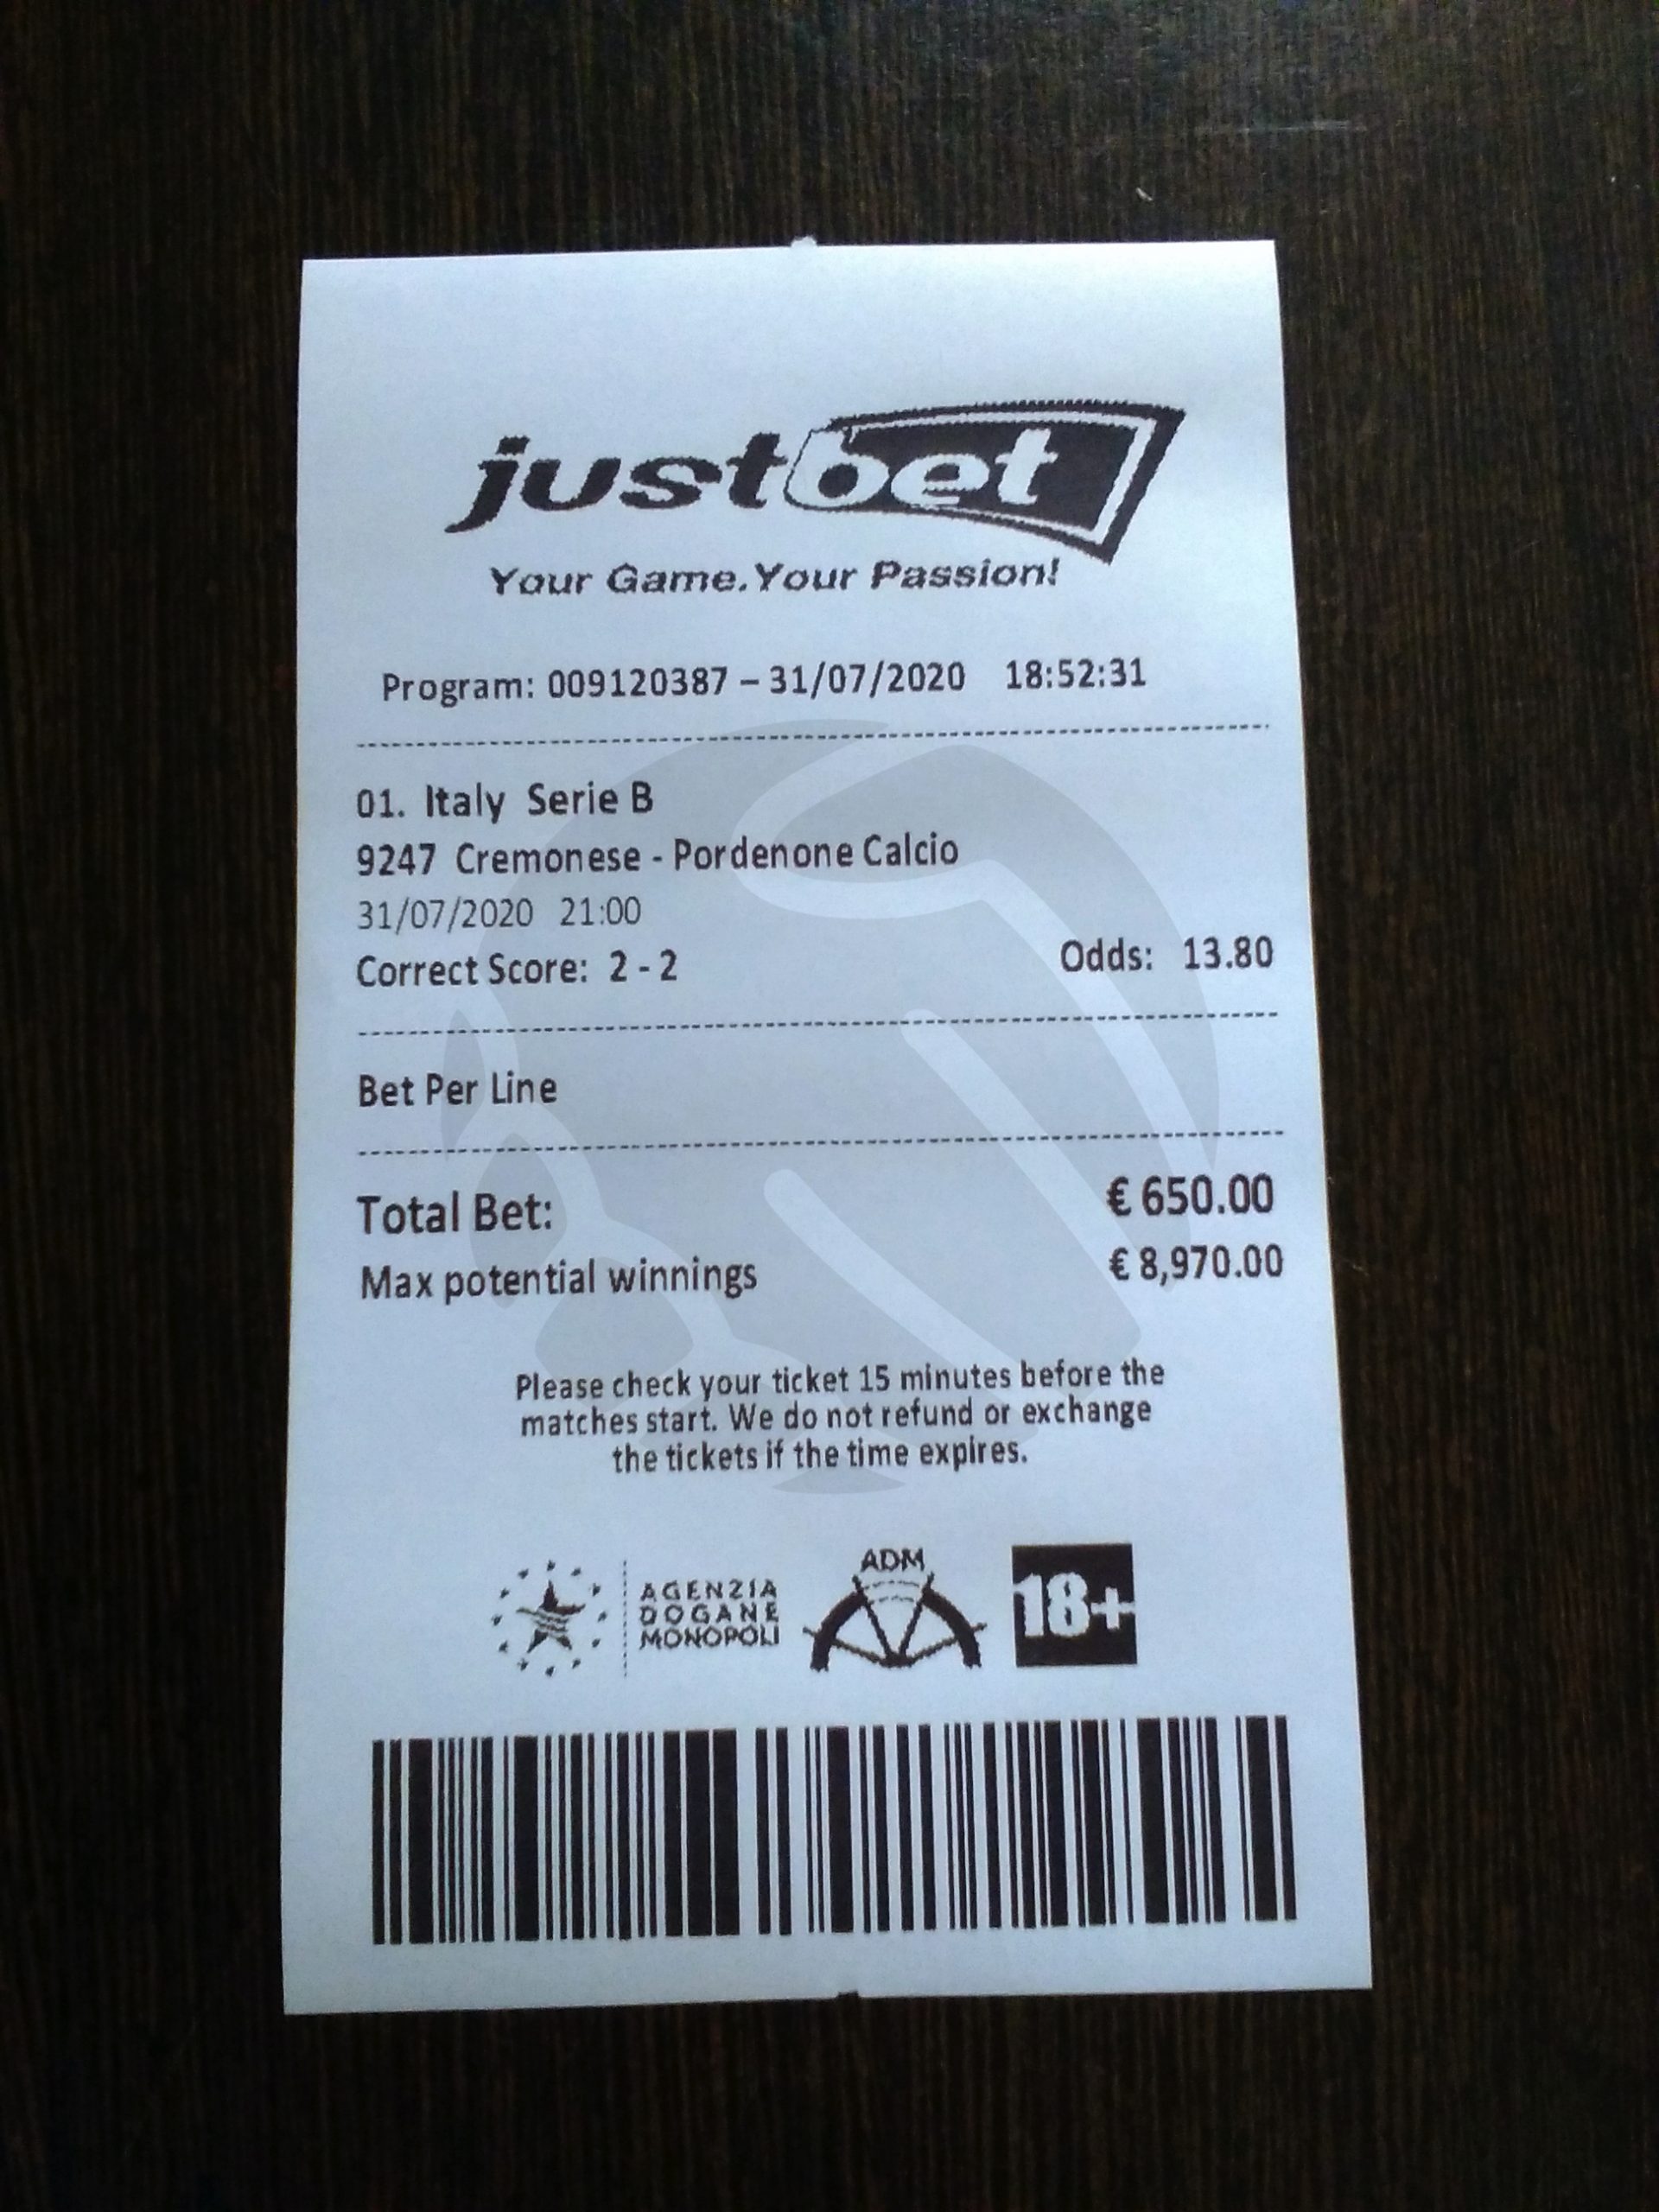 justbet
Your Game.Your Passion!
Program: 009120387 – 31/07/2020 18:52:31
01. Italy Serie B
9247 Cremonese - Pordenone Calcio
31/07/2020 21:00
Correct Score: 2 - 2 Odds: 13.80
Bet Per Line
Total Bet: € 650.00
Max potential winnings € 8,970.00
Please check your ticket 15 minutes before the
matches start. We do not refund or exchange
the tickets if the time expires.
AGENZIA
DOGANE
MONOPOLI
ADM
18+